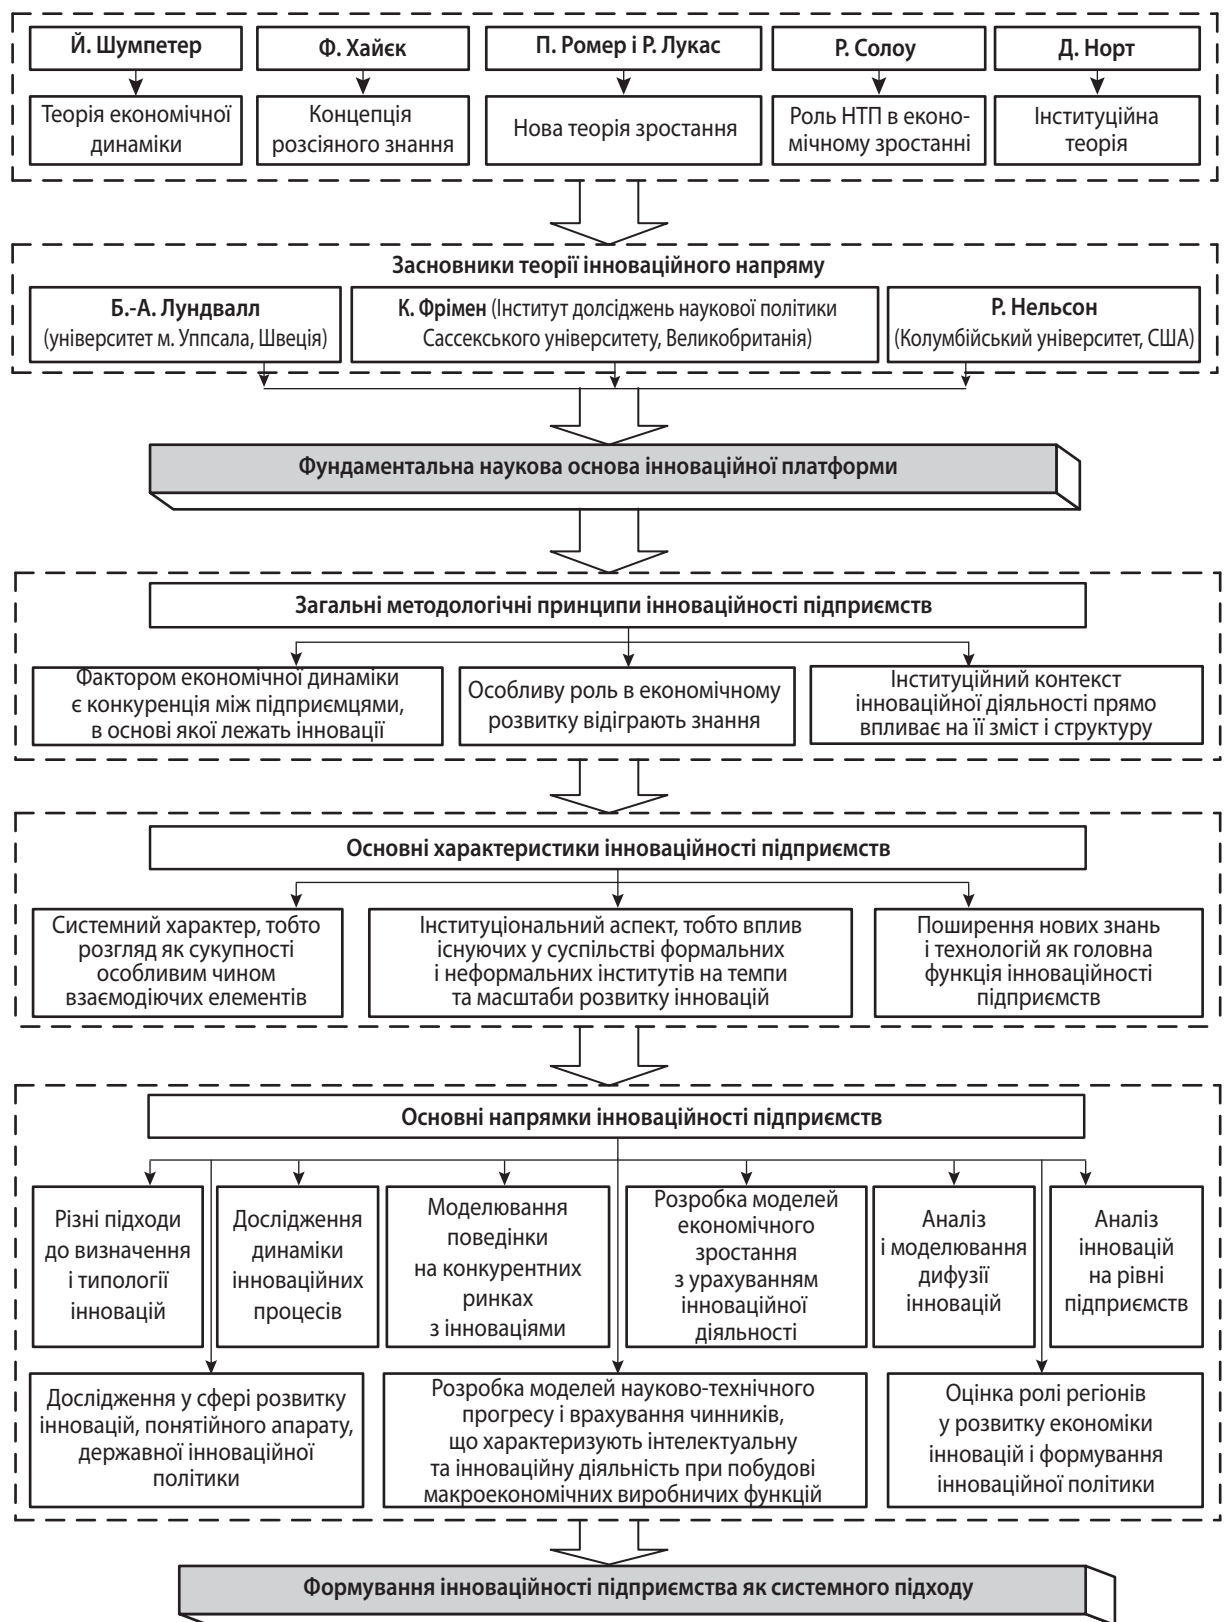 Й. Шумпетер
Ф. Хайєк
П. Ромер і Р. Лукас
Р. Солоу
Д. Норт
Теорія економічної
динаміки
Концепція
розсіяного знання
Нова теорія зростання
Роль НТП в еконо-
мічному зростанні
Інституційна
теорія
Засновники теорії інноваційного напряму
Б.-А. Лундвалл
(університет м. Уппсала, Швеція)
К. Фрімен (Інститут долсіджень наукової політики
Сассекського університету, Великобританія)
Р. Нельсон
(Колумбійський університет, США)
Фундаментальна наукова основа інноваційної платформи
Загальні методологічні принципи інноваційності підприємств
Фактором економічної динаміки
є конкуренція між підприємцями,
в основі якої лежать інновації
Особливу роль в економічному
розвитку відіграють знання
Інституційний контекст
інноваційної діяльності прямо
впливає на її зміст і структуру
Основні характеристики інноваційності підприємств
Системний характер, тобто
розгляд як сукупності
особливим чином
взаємодіючих елементів
Інституціональний аспект, тобто вплив
існуючих у суспільстві формальних
і неформальних інститутів на темпи
та масштаби розвитку інновацій
Поширення нових знань
і технологій як головна
функція інноваційності
підприємств
Основні напрямки інноваційності підприємств
Різні підходи
до визначення
і типології
інновацій
Дослідження
динаміки
інноваційних
процесів
Моделювання
поведінки
на конкурентних
ринках
з інноваціями
Розробка моделей
економічного
зростання
з урахуванням
інноваційної
діяльності
Аналіз
і моделювання
дифузії
інновацій
Аналіз
інновацій
на рівні
підприємств
Дослідження у сфері розвитку
інновацій, понятійного апарату,
державної інноваційної
політики
Розробка моделей науково-технічного
прогресу і врахування чинників,
що характеризують інтелектуальну
та інноваційну діяльність при побудові
макроекономічних виробничих функцій
Оцінка ролі регіонів
у розвитку економіки
інновацій і формування
інноваційної політики
Формування інноваційності підприємства як системного підходу